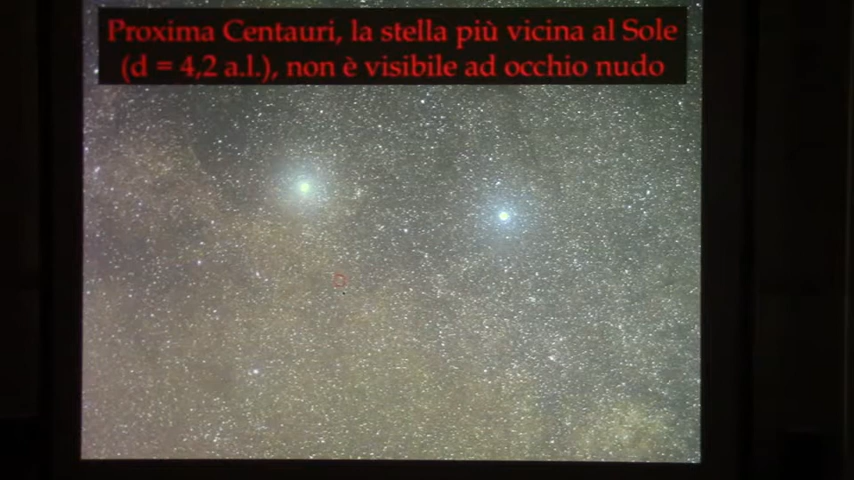 Proxima Centauri, la stella più vicina al Sole
(d = 4,2 a.l.), non è visibile ad occhio nudo